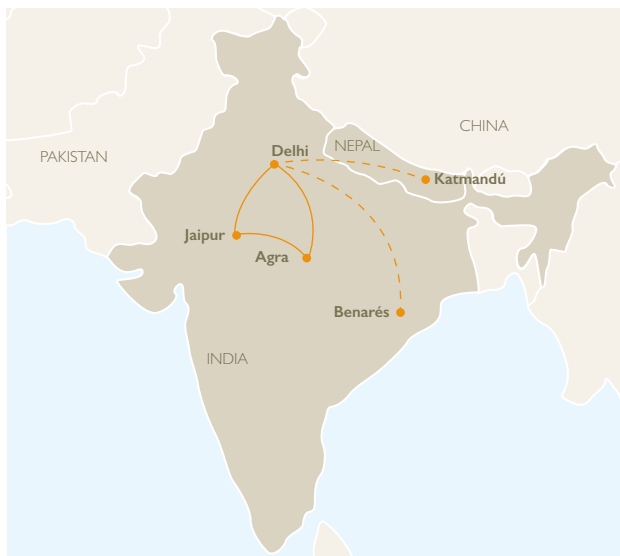 CHINA
NEPAL
Delhi
PAKISTAN
Katmandú
Jaipur
Agra
Benarés
INDIA